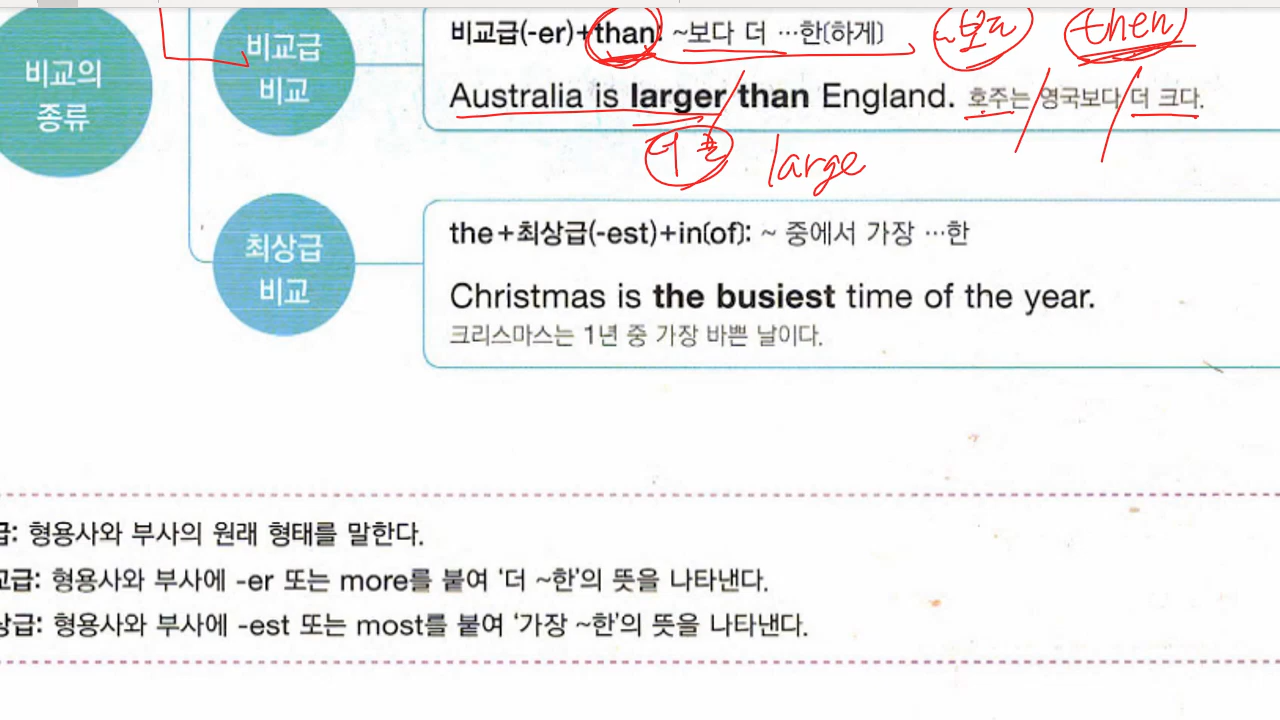 비교의
종류
비교급
비교
비교급(-er)+than: ~보다 더 …한(하게)
~보다
then
Australia is larger than England. 호주는 영국보다 더 크다.
더 큰
large
최상급
비교
the+최상급(-est)+in(of): ~ 중에서 가장 …한
Christmas is the busiest time of the year.
크리스마스는 1년 중 가장 바쁜 날이다.
급: 형용사와 부사의 원래 형태를 말한다.
교급: 형용사와 부사에 -er 또는 more를 붙여 ‘더 ~한’의 뜻을 나타낸다.
상급: 형용사와 부사에 -est 또는 most를 붙여 ‘가장 ~한’의 뜻을 나타낸다.